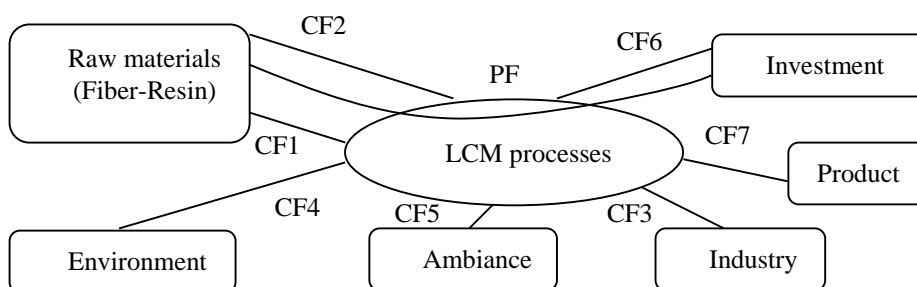 CF2
CF6
Raw materials
(Fiber-Resin)
PF
Investment
CF1
LCM processes
CF7
Product
CF4
CF5
CF3
Environment
Ambiance
Industry